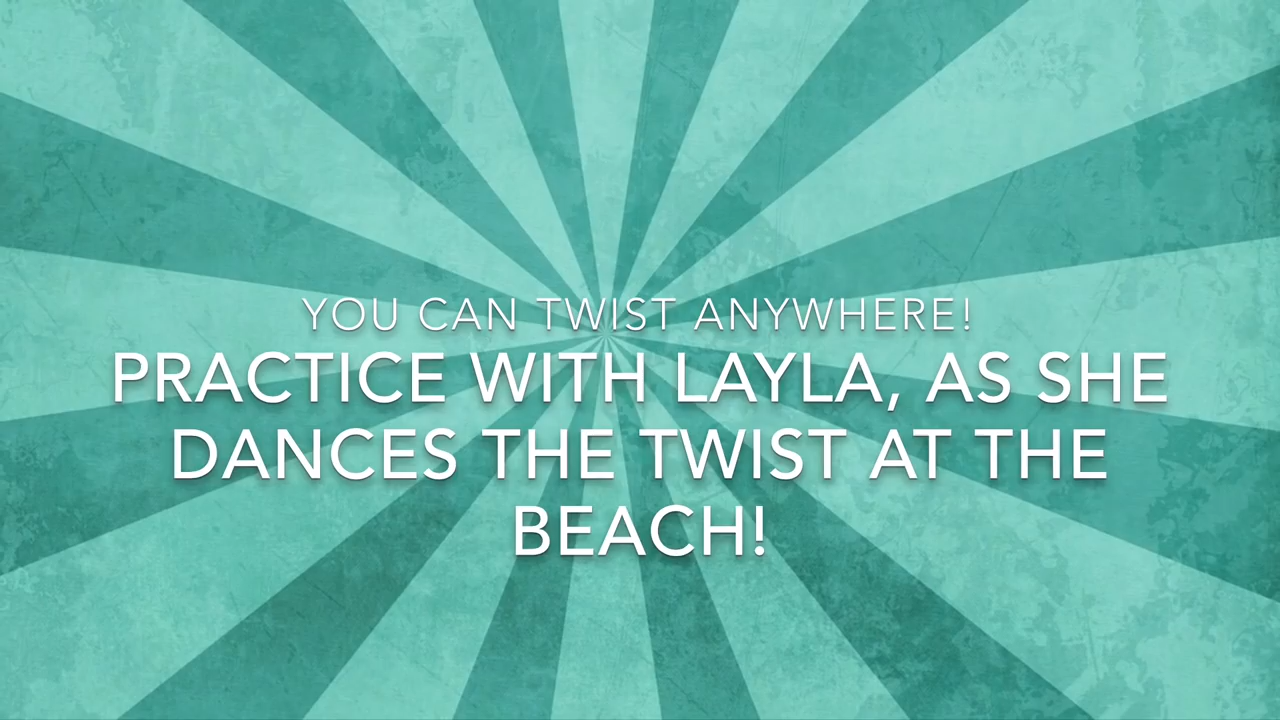 YOU CAN TWIST ANYWHERE!
PRACTICE WITH LAYLA, AS SHE
DANCES THE TWIST AT THE
BEACH!